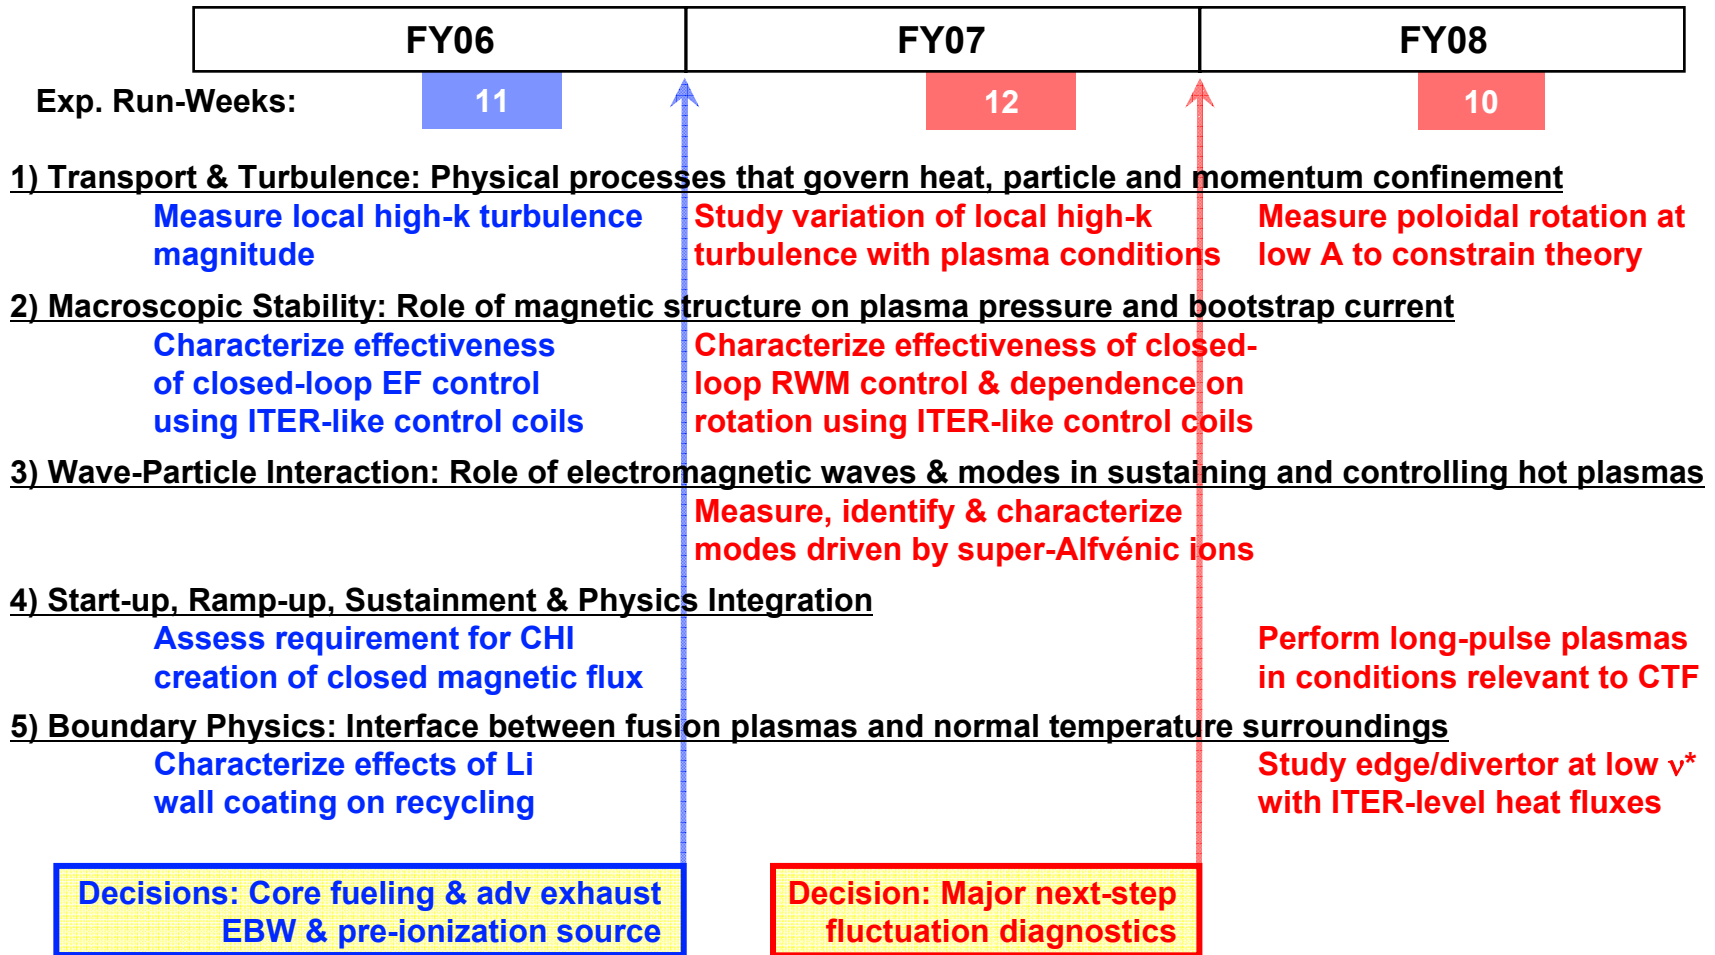 FY06 FY07 FY08
Exp. Run-Weeks: 11 12 10
1) Transport & Turbulence: Physical processes that govern heat, particle and momentum confinement
Measure local high-k turbulence
magnitude
Study variation of local high-k
turbulence with plasma conditions
Measure poloidal rotation at
low A to constrain theory
2) Macroscopic Stability: Role of magnetic structure on plasma pressure and bootstrap current
Characterize effectiveness
of closed-loop EF control
using ITER-like control coils
Characterize effectiveness of closed-
loop RWM control & dependence on
rotation using ITER-like control coils
3) Wave-Particle Interaction: Role of electromagnetic waves & modes in sustaining and controlling hot plasmas
Measure, identify & characterize
modes driven by super-Alfvénic ions
4) Start-up, Ramp-up, Sustainment & Physics Integration
Assess requirement for CHI
creation of closed magnetic flux
Perform long-pulse plasmas
in conditions relevant to CTF
5) Boundary Physics: Interface between fusion plasmas and normal temperature surroundings
Characterize effects of Li
wall coating on recycling
Study edge/divertor at low ν*
with ITER-level heat fluxes
Decisions: Core fueling & adv exhaust
EBW & pre-ionization source
Decision: Major next-step
fluctuation diagnostics